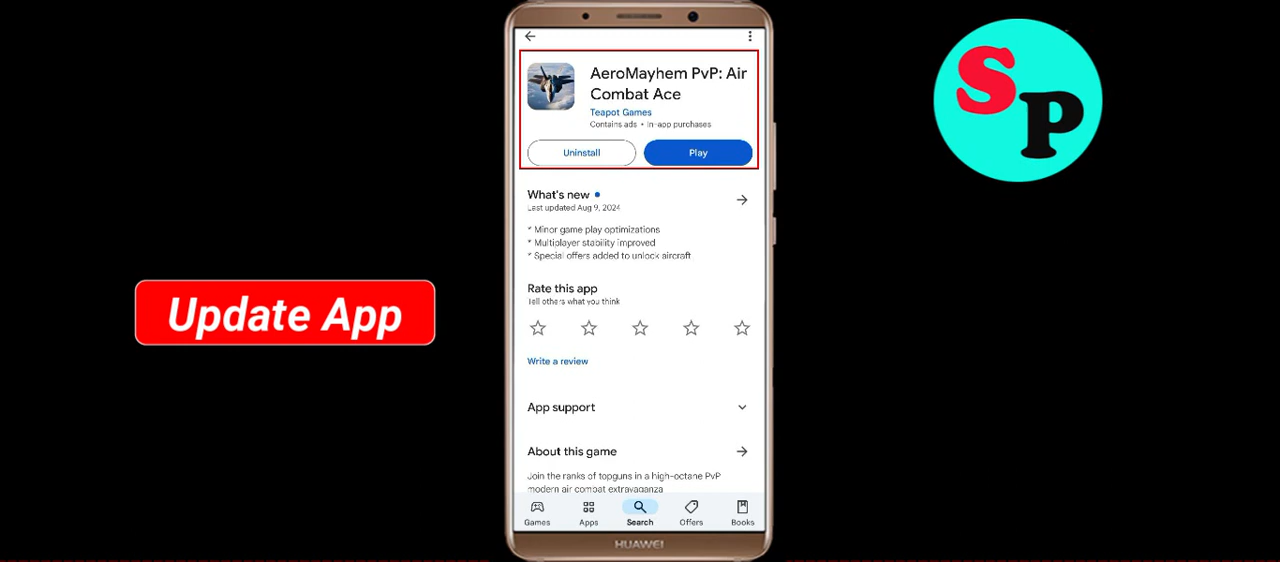 AeroMayhem PvP: Air
Combat Ace
Teapot Games
Contains ads • In-app purchases
Uninstall
Play
What's new
Last updated Aug 9, 2024
* Minor game play optimizations
* Multiplayer stability improved
* Special offers added to unlock aircraft
Rate this app
Tell others what you think
Write a review
App support
About this game
Join the ranks of topguns in a high-octane PvP
modern air combat extravaganza
Games
Apps
Search
Offers
Books
HUAWEI
Update App
SP